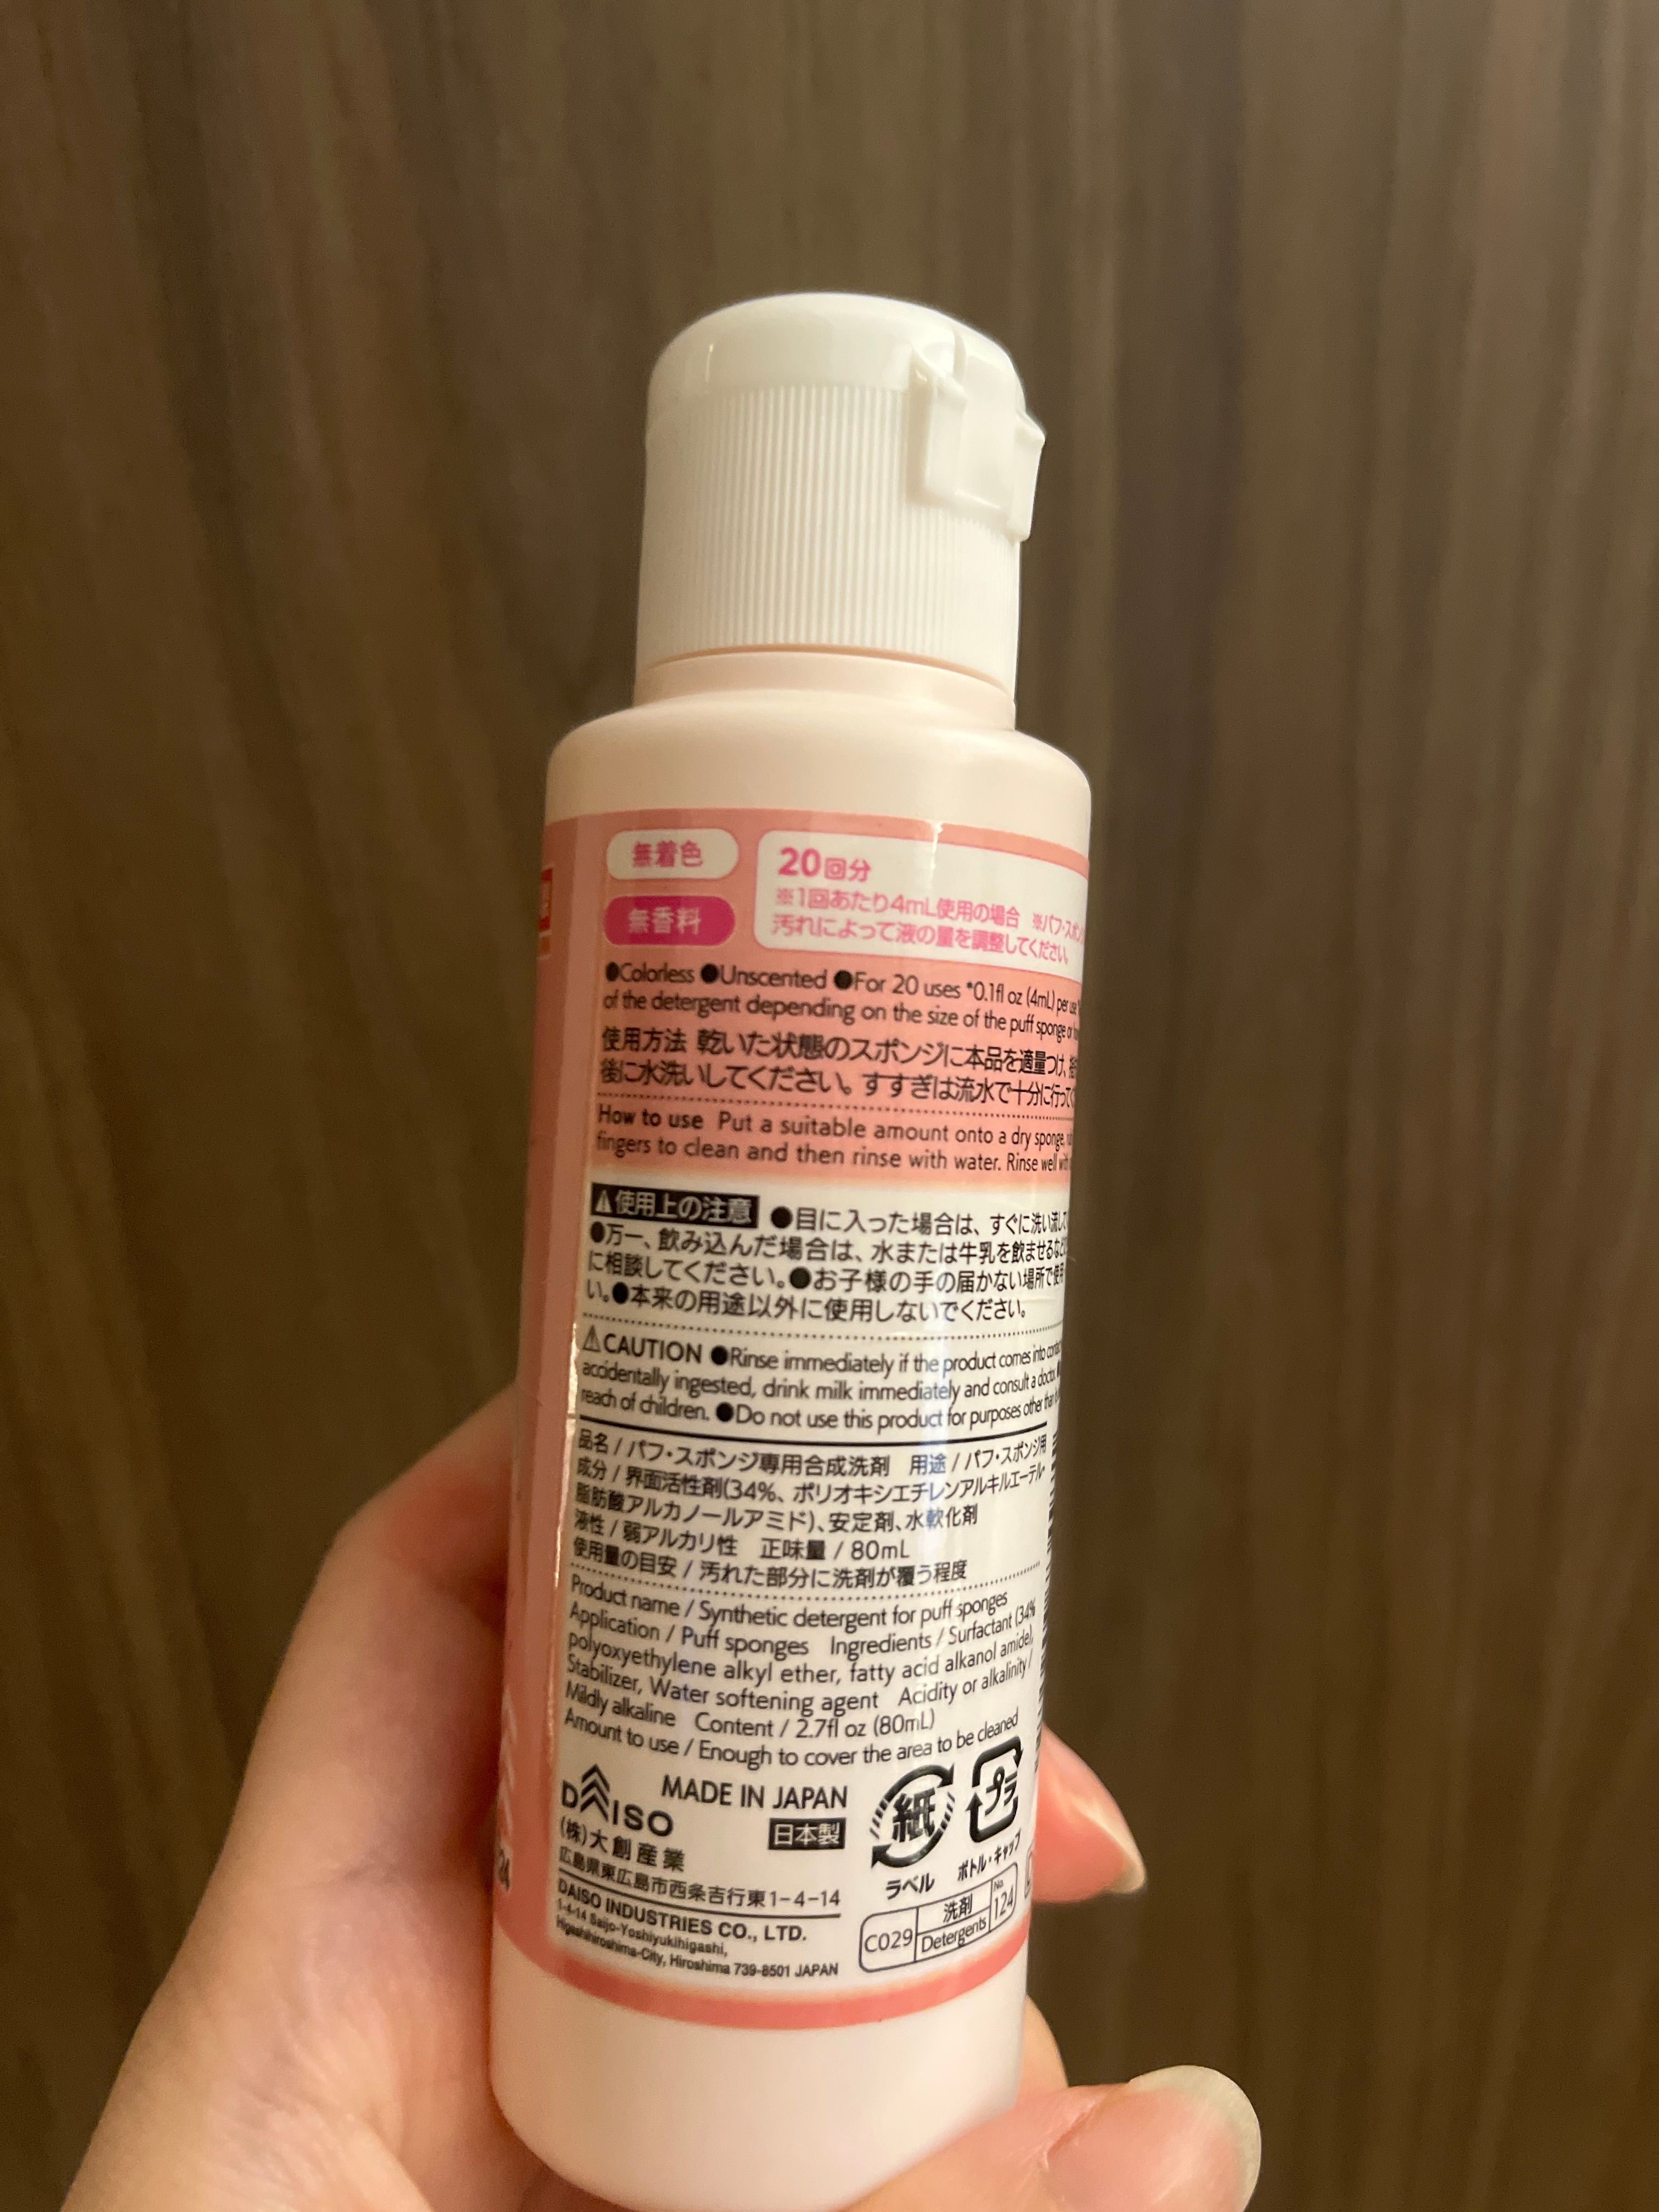 無着色
無香料
20回分
※1回あたり4mL使用の場合 ※パフ・スポン
汚れによって液の量を調整してください。
●Colorless ●Unscented ●For 20 uses *0.1fl oz (4mL) per use
of the detergent depending on the size of the puff sponge or
使用方法 乾いた状態のスポンジに本品を適量つけ、
後に水洗いしてください。すすぎは流水で十分に行って
How to use Put a suitable amount onto a dry sponge,
fingers to clean and then rinse with water. Rinse well with
⚠使用上の注意 ●目に入った場合は、すぐに洗い流し
●万一、飲み込んだ場合は、水または牛乳を飲ませるなど
に相談してください。●お子様の手の届かない場所で使用
い。●本来の用途以外に使用しないでください。
⚠CAUTION ●Rinse immediately if the product comes into
accidentally ingested, drink milk immediately and consult a doctor.
reach of children. ●Do not use this product for purposes other than
品名 / パフ・スポンジ専用合成洗剤 用途 / パフ・スポンジ用
成分 / 界面活性剤(34%、ポリオキシエチレンアルキルエーテル・
脂肪酸アルカノールアミド)、安定剤、水軟化剤
液性 / 弱アルカリ性 正味量 / 80mL
使用量の目安 / 汚れた部分に洗剤が覆う程度
Product name / Synthetic detergent for puff sponges
Application / Puff sponges Ingredients / Surfactant (34%
polyoxyethylene alkyl ether, fatty acid alkanol amide),
Stabilizer, Water softening agent Acidity or alkalinity /
Mildly alkaline Content / 2.7fl oz (80mL)
Amount to use / Enough to cover the area to be cleaned
DAISO
MADE IN JAPAN
日本製
(株)大創産業
広島県東広島市西条吉行東1-4-14
DAISO INDUSTRIES CO., LTD.
1-4-14 Saijo-Yoshiyukihigashi,
Higashihiroshima-City, Hiroshima 739-8501 JAPAN
紙
ラベル
プラ
ボトル・キャップ
C029
洗剤
Detergents
No.
124